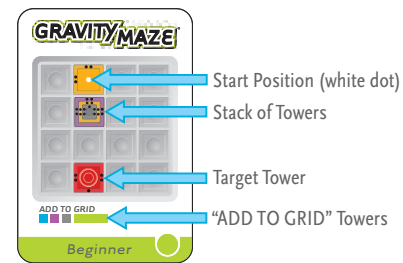 GRAVITY MAZE
Start Position (white dot)
Stack of Towers
Target Tower
ADD TO GRID
“ADD TO GRID” Towers
Beginner